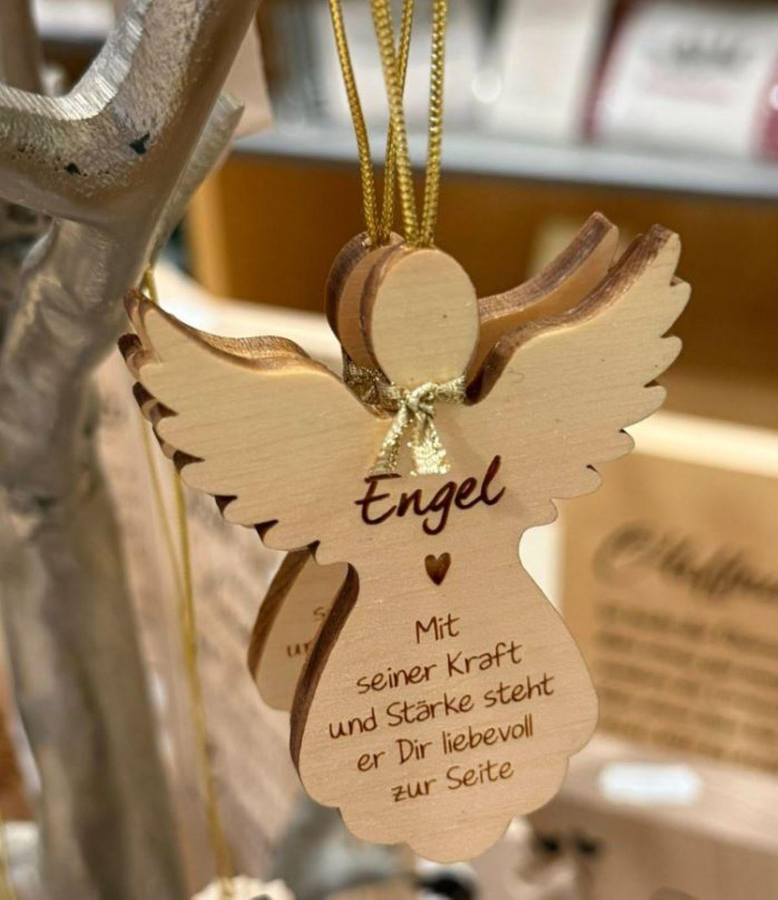 Engel
Mit
seiner Kraft
und Stärke steht
er Dir liebevoll
zur Seite